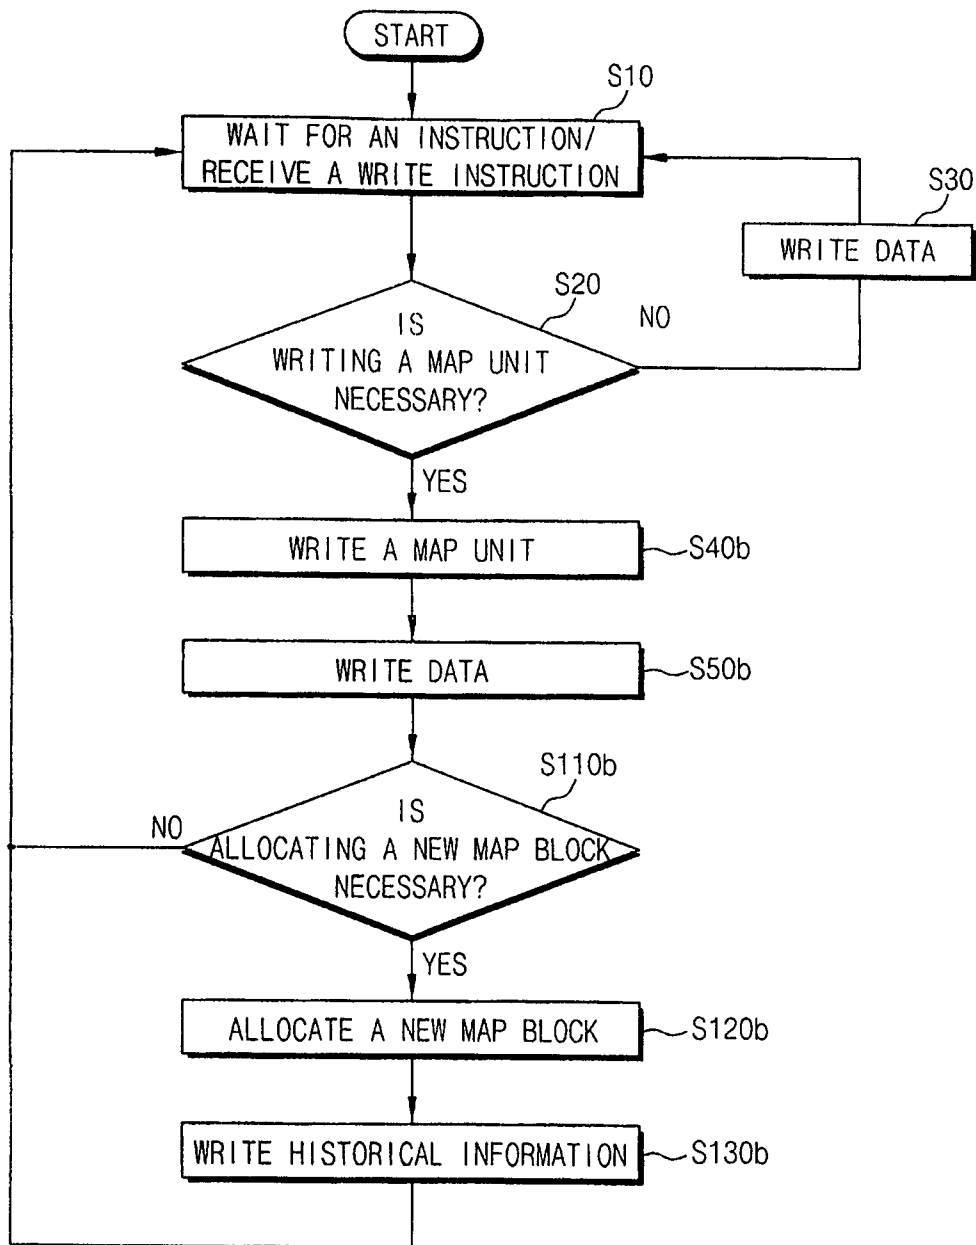 START
S10
WAIT FOR AN INSTRUCTION/
RECEIVE A WRITE INSTRUCTION
S30
WRITE DATA
S20
NO
IS
WRITING A MAP UNIT
NECESSARY?
YES
WRITE A MAP UNIT
S40b
WRITE DATA
S50b
S110b
NO
IS
ALLOCATING A NEW MAP BLOCK
NECESSARY?
YES
ALLOCATE A NEW MAP BLOCK
S120b
WRITE HISTORICAL INFORMATION
S130b